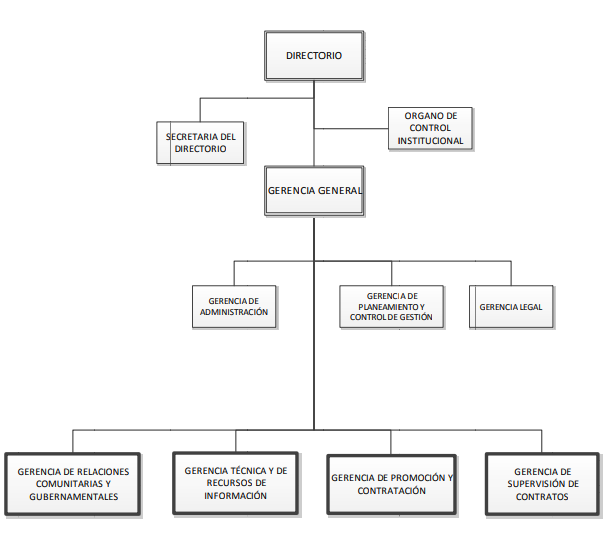 DIRECTORIO
SECRETARIA DEL
DIRECTORIO
ORGANO DE
CONTROL
INSTITUCIONAL
GERENCIA GENERAL
GERENCIA DE
ADMINISTRACIÓN
GERENCIA DE
PLANEAMIENTO Y
CONTROL DE GESTIÓN
GERENCIA LEGAL
GERENCIA DE RELACIONES
COMUNITARIAS Y
GUBERNAMENTALES
GERENCIA TÉCNICA Y DE
RECURSOS DE
INFORMACIÓN
GERENCIA DE PROMOCIÓN Y
CONTRATACIÓN
GERENCIA DE
SUPERVISIÓN DE
CONTRATOS